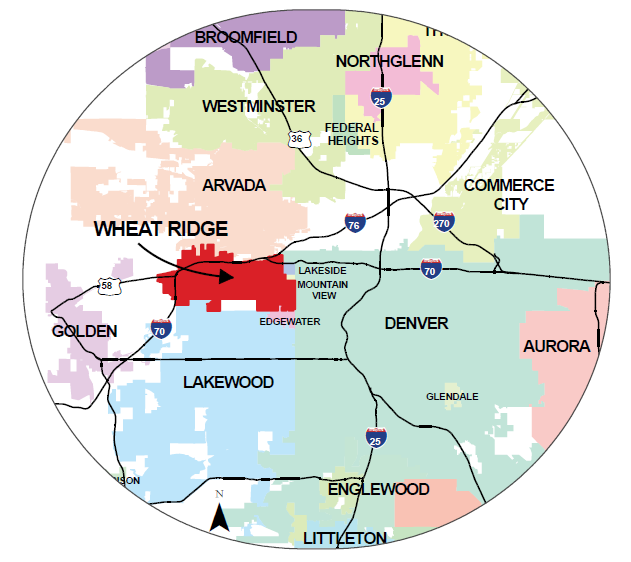 BROOMFIELD
NORTHGLENN
25
WESTMINSTER
FEDERAL
HEIGHTS
36
ARVADA
COMMERCE
CITY
WHEAT RIDGE
76
270
LAKESIDE
70
58
MOUNTAIN
VIEW
EDGEWATER
GOLDEN
70
DENVER
AURORA
LAKEWOOD
GLENDALE
25
ISON
ENGLEWOOD
N
LITTLETON